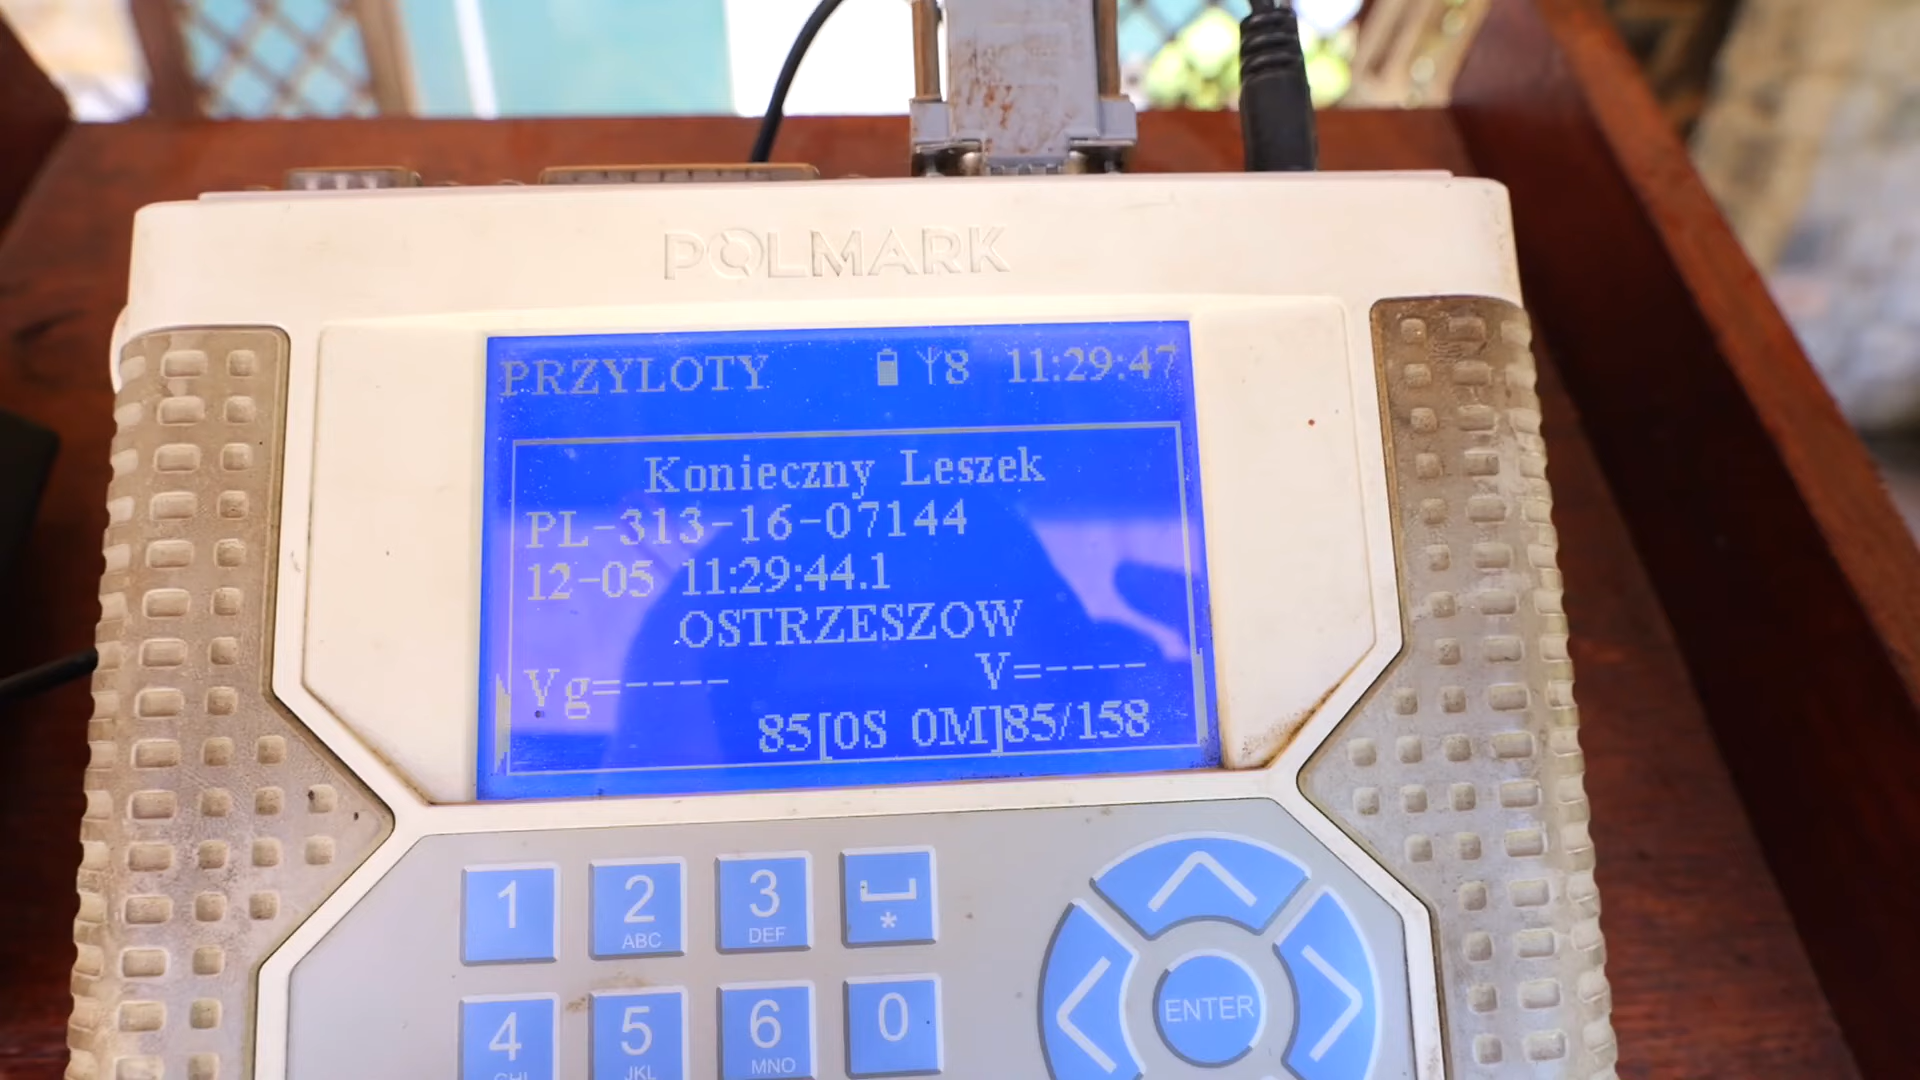 POLMARK
PRZYLOTY 8 11:29:47
Konieczny Leszek
PL-313-16-07144
12-05 11:29:44.1
OSTRZESZOW
Vg=---- V=----
85[0S 0M]85/158
1 2 3 *
ABC DEF
4 5 6 0
GHI JKL MNO
ENTER